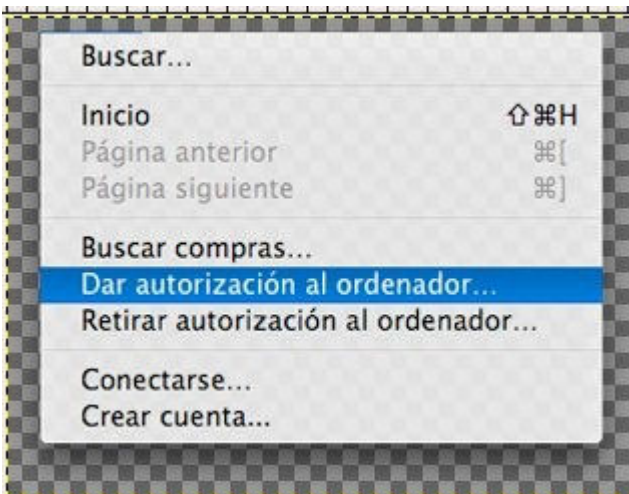 Buscar...
Inicio ⇧⌘H
Página anterior ⌘[
Página siguiente ⌘]
Buscar compras...
Dar autorización al ordenador...
Retirar autorización al ordenador...
Conectarse...
Crear cuenta...